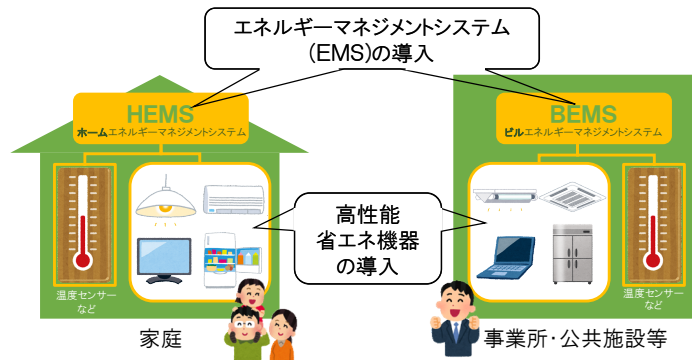 エネルギーマネジメントシステム
(EMS)の導入
HEMS
ホームエネルギーマネジメントシステム
BEMS
ビルエネルギーマネジメントシステム
高性能
省エネ機器
の導入
温度センサー
など
温度センサー
など
家庭
事業所・公共施設等